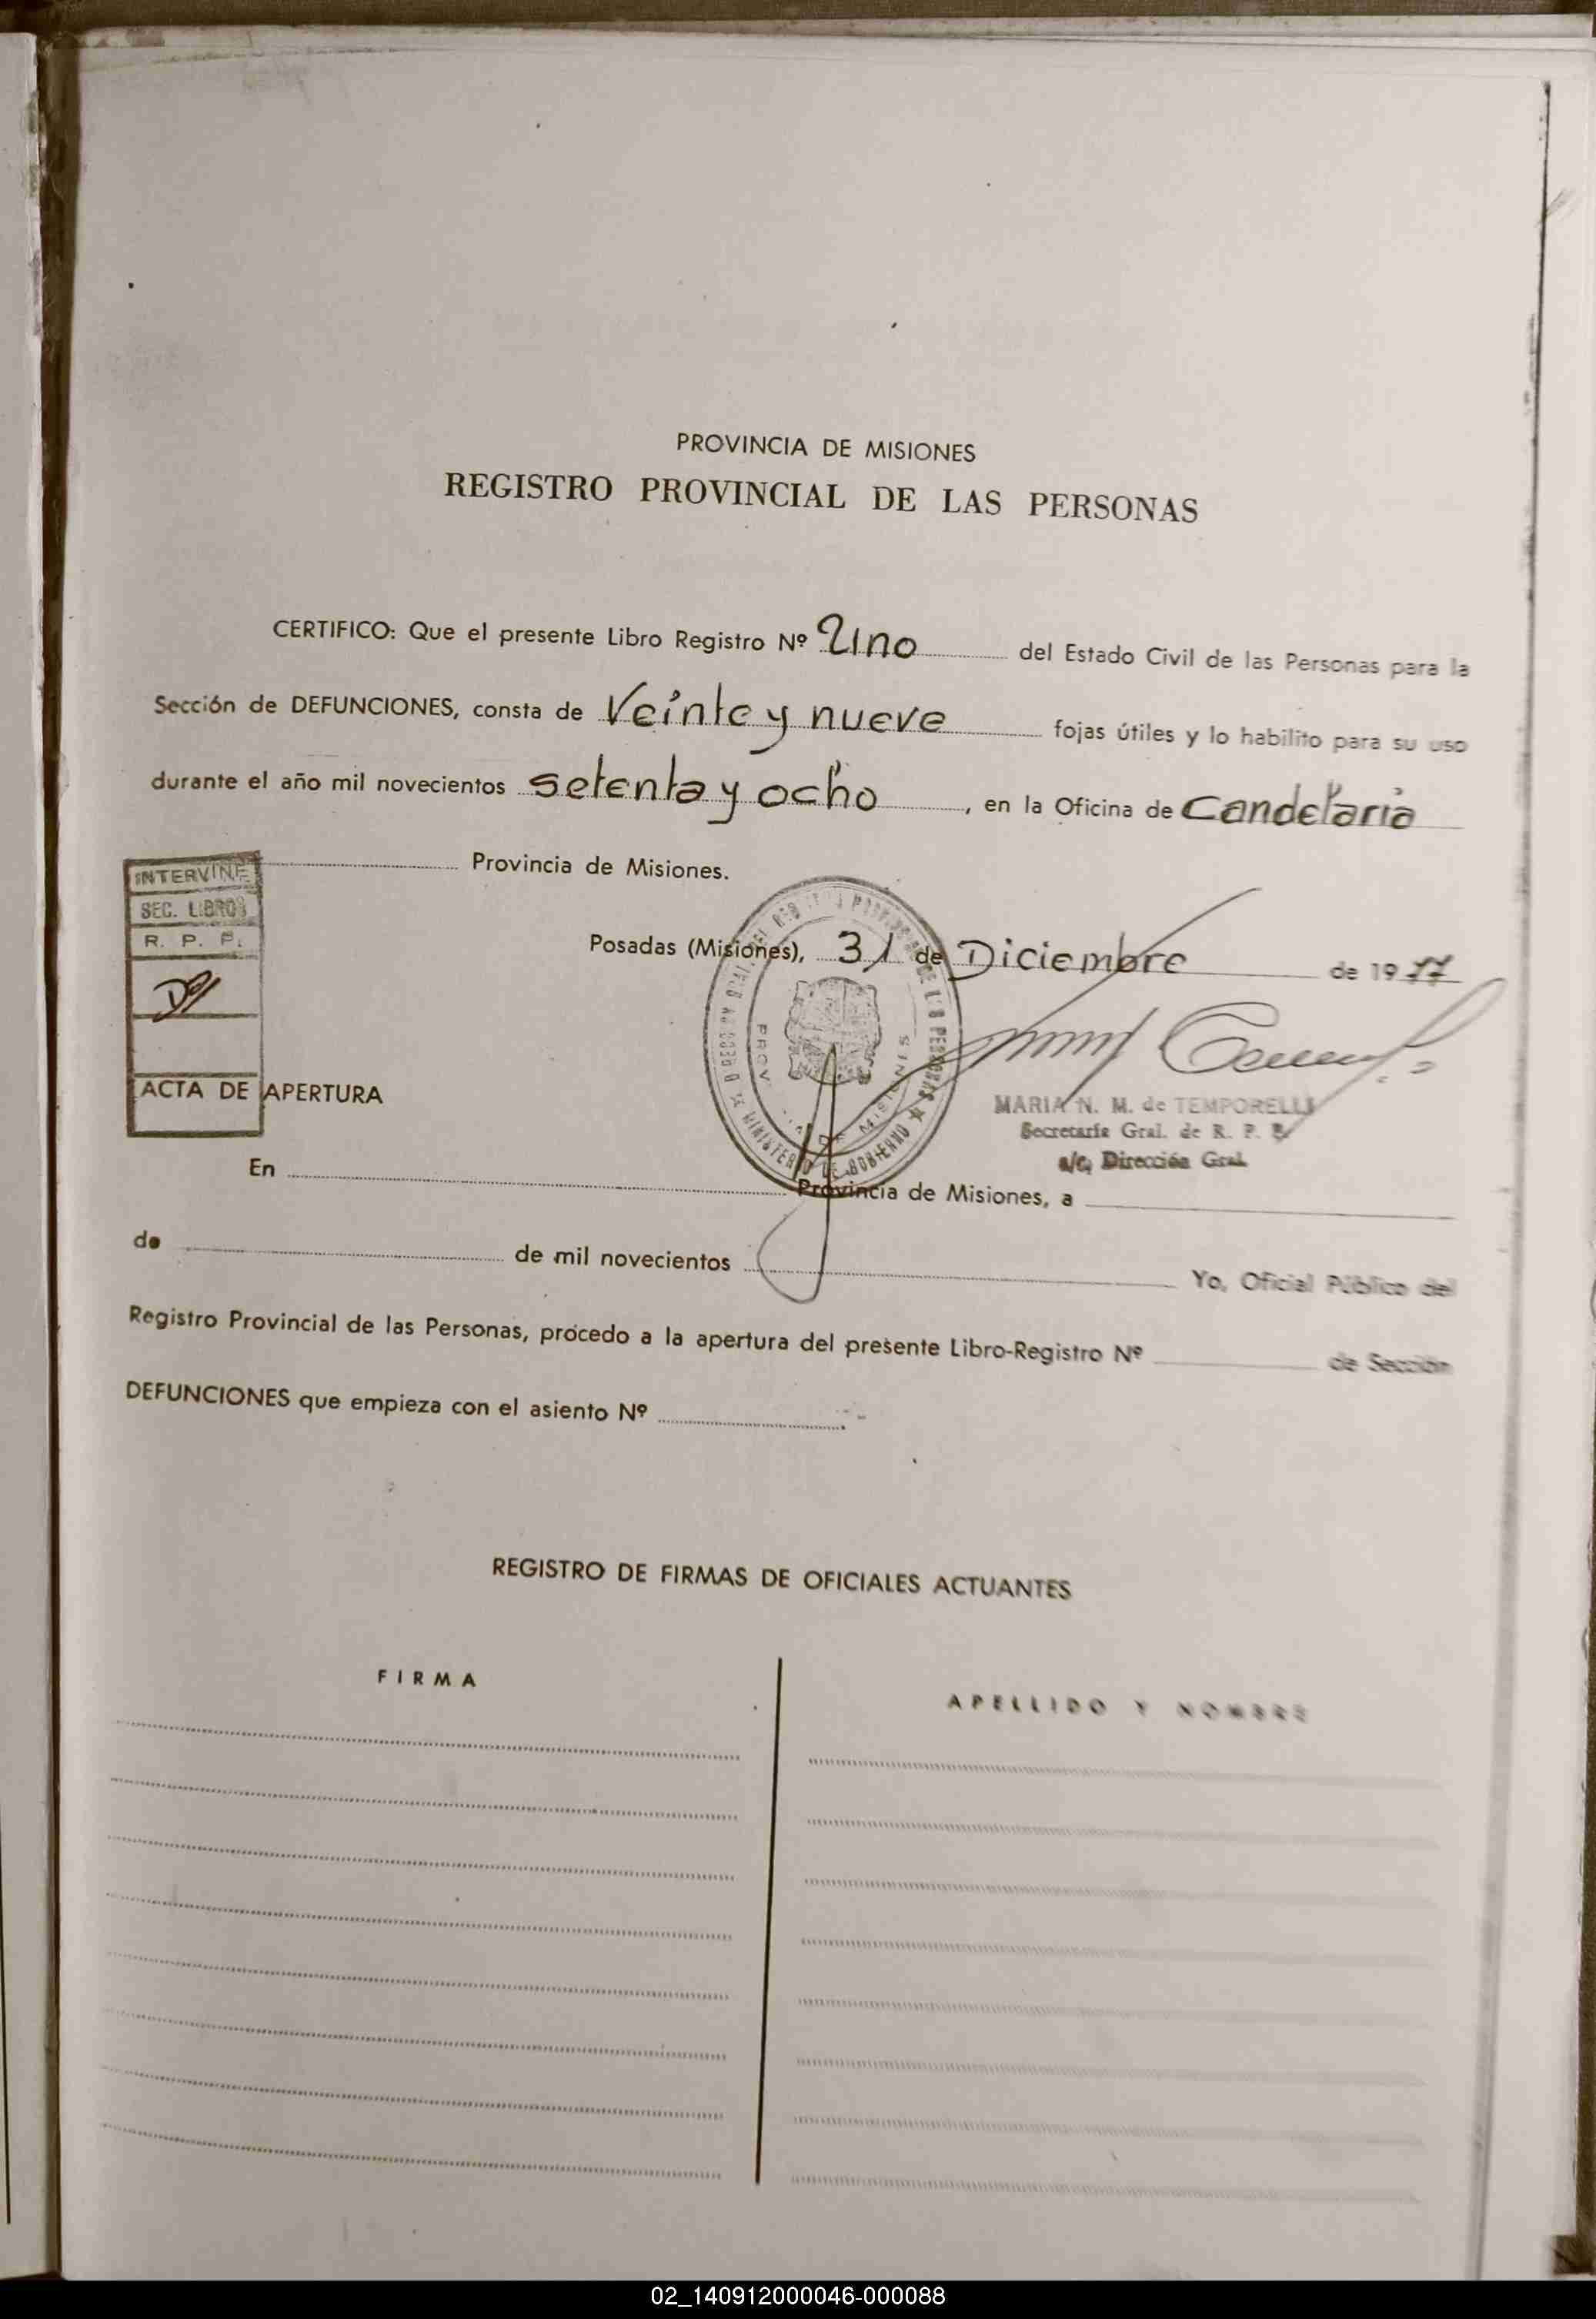 PROVINCIA DE MISIONES
REGISTRO PROVINCIAL DE LAS PERSONAS
CERTIFICO: Que el presente Libro Registro Nº Uno del Estado Civil de las Personas para la
Sección de DEFUNCIONES, consta de Veinte y nueve fojas útiles y lo habilito para su uso
durante el año mil novecientos setenta y ocho, en la Oficina de Candelaria
Provincia de Misiones.
INTERVINE
SEC. LIBROS
R. P. P.
Posadas (Misiones), 31 de Diciembre de 1977
MARIA N. M. de TEMPORELLI
Secretaria Gral. de R. P. P.
a/c. Dirección Gral.
ACTA DE APERTURA
En Provincia de Misiones, a
de de mil novecientos Yo, Oficial Público del
Registro Provincial de las Personas, procedo a la apertura del presente Libro-Registro Nº de Sección
DEFUNCIONES que empieza con el asiento Nº .
REGISTRO DE FIRMAS DE OFICIALES ACTUANTES
FIRMA
APELLIDO Y NOMBRE
02_140912000046-000088